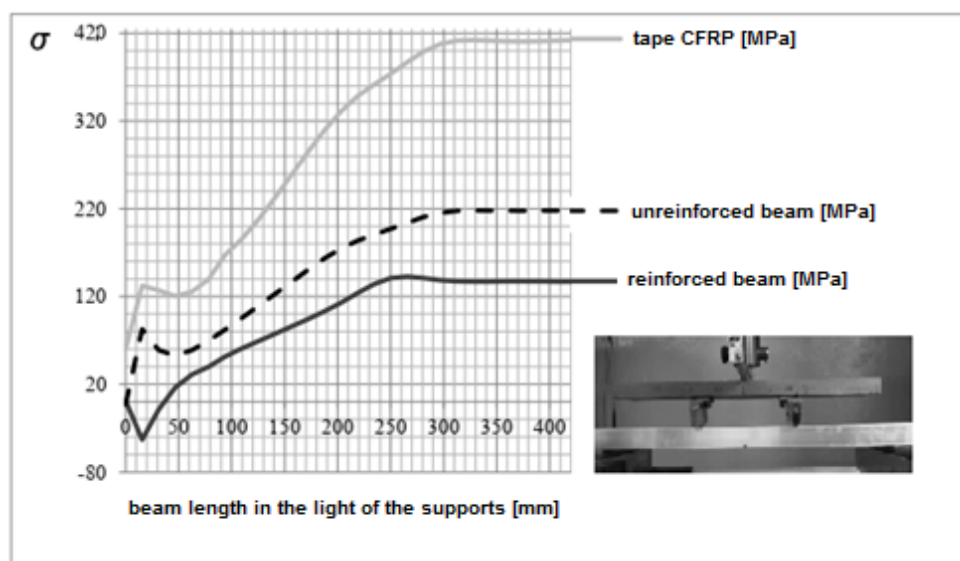 σ
420
tape CFRP [MPa]
320
220
unreinforced beam [MPa]
reinforced beam [MPa]
120
20
0 50 100 150 200 250 300 350 400
-80
beam length in the light of the supports [mm]